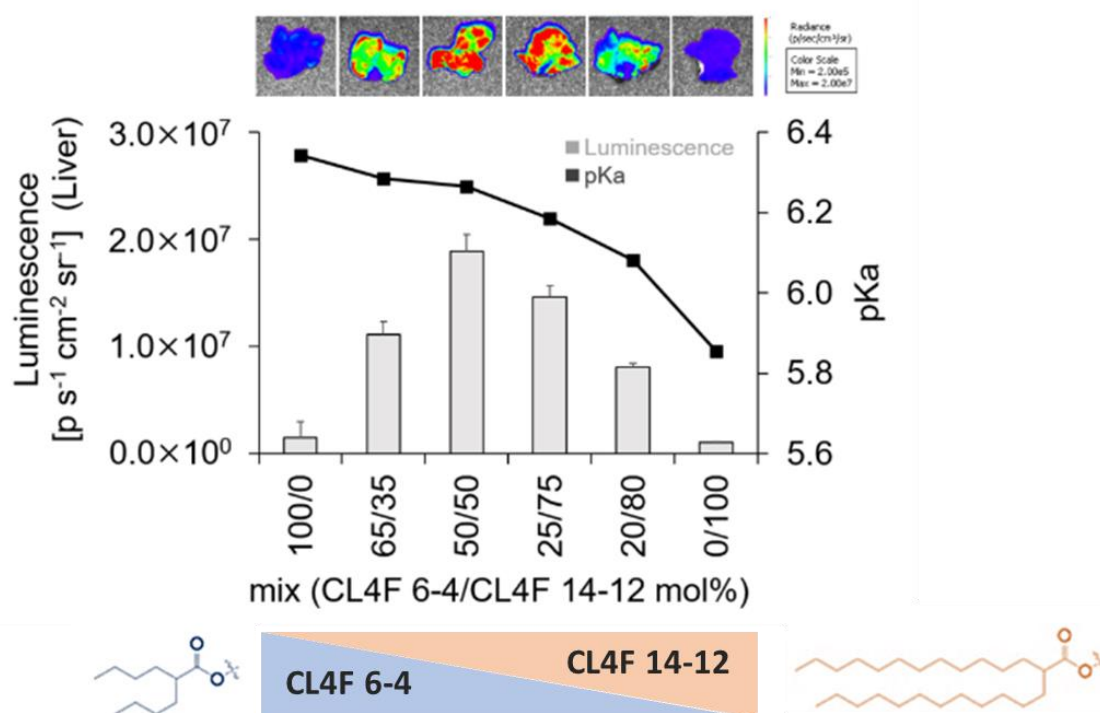 Radiance
(p/sec/cm²/sr)
Color Scale
Min = 2.00e5
Max = 2.00e7
Luminescence
[p s⁻¹ cm⁻² sr⁻¹] (Liver)
3.0×10⁷
2.0×10⁷
1.0×10⁷
0.0×10⁰
■ Luminescence
■ pKa
6.4
6.2
6.0
5.8
5.6
pKa
100/0
65/35
50/50
25/75
20/80
0/100
mix (CL4F 6-4/CL4F 14-12 mol%)
O
O
CL4F 6-4
CL4F 14-12
O
O